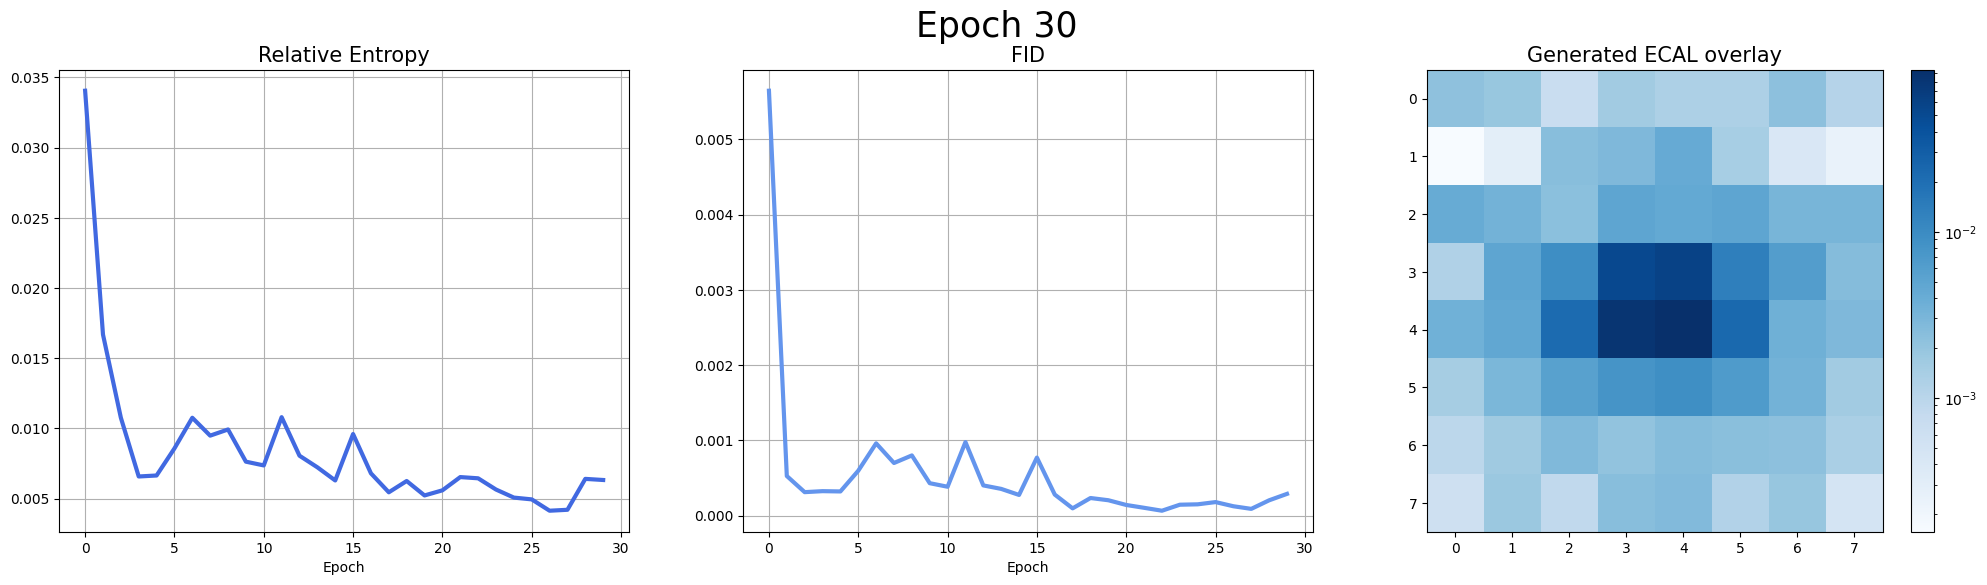 Epoch 30
Relative Entropy
0.035
0.030
0.025
0.020
0.015
0.010
0.005
0 5 10 15 20 25 30
Epoch
FID
0.005
0.004
0.003
0.002
0.001
0.000
0 5 10 15 20 25 30
Epoch
Generated ECAL overlay
0
1
2
3
4
5
6
7
0 1 2 3 4 5 6 7
10⁻²
10⁻³